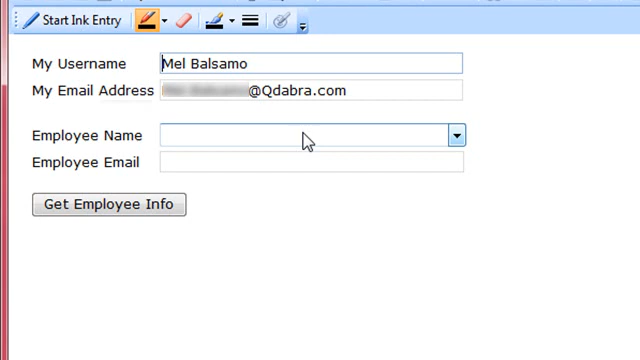 Start Ink Entry
My Username Mel Balsamo
My Email Address @Qdabra.com
Employee Name
Employee Email
Get Employee Info